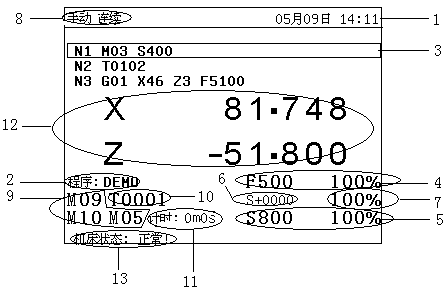 8 手动 连续 05月09日 14:11 1
N1 M03 S400 3
N2 T0102
N3 G01 X46 Z3 F5100
X 81.748
12
Z -51.800
2 程序:DEMO F500 100% 4
9 M09 T0001 10 6 S+0000 100% 7
M10 M05 计时: 0m0s S800 100% 5
机床状态: 正常
13 11